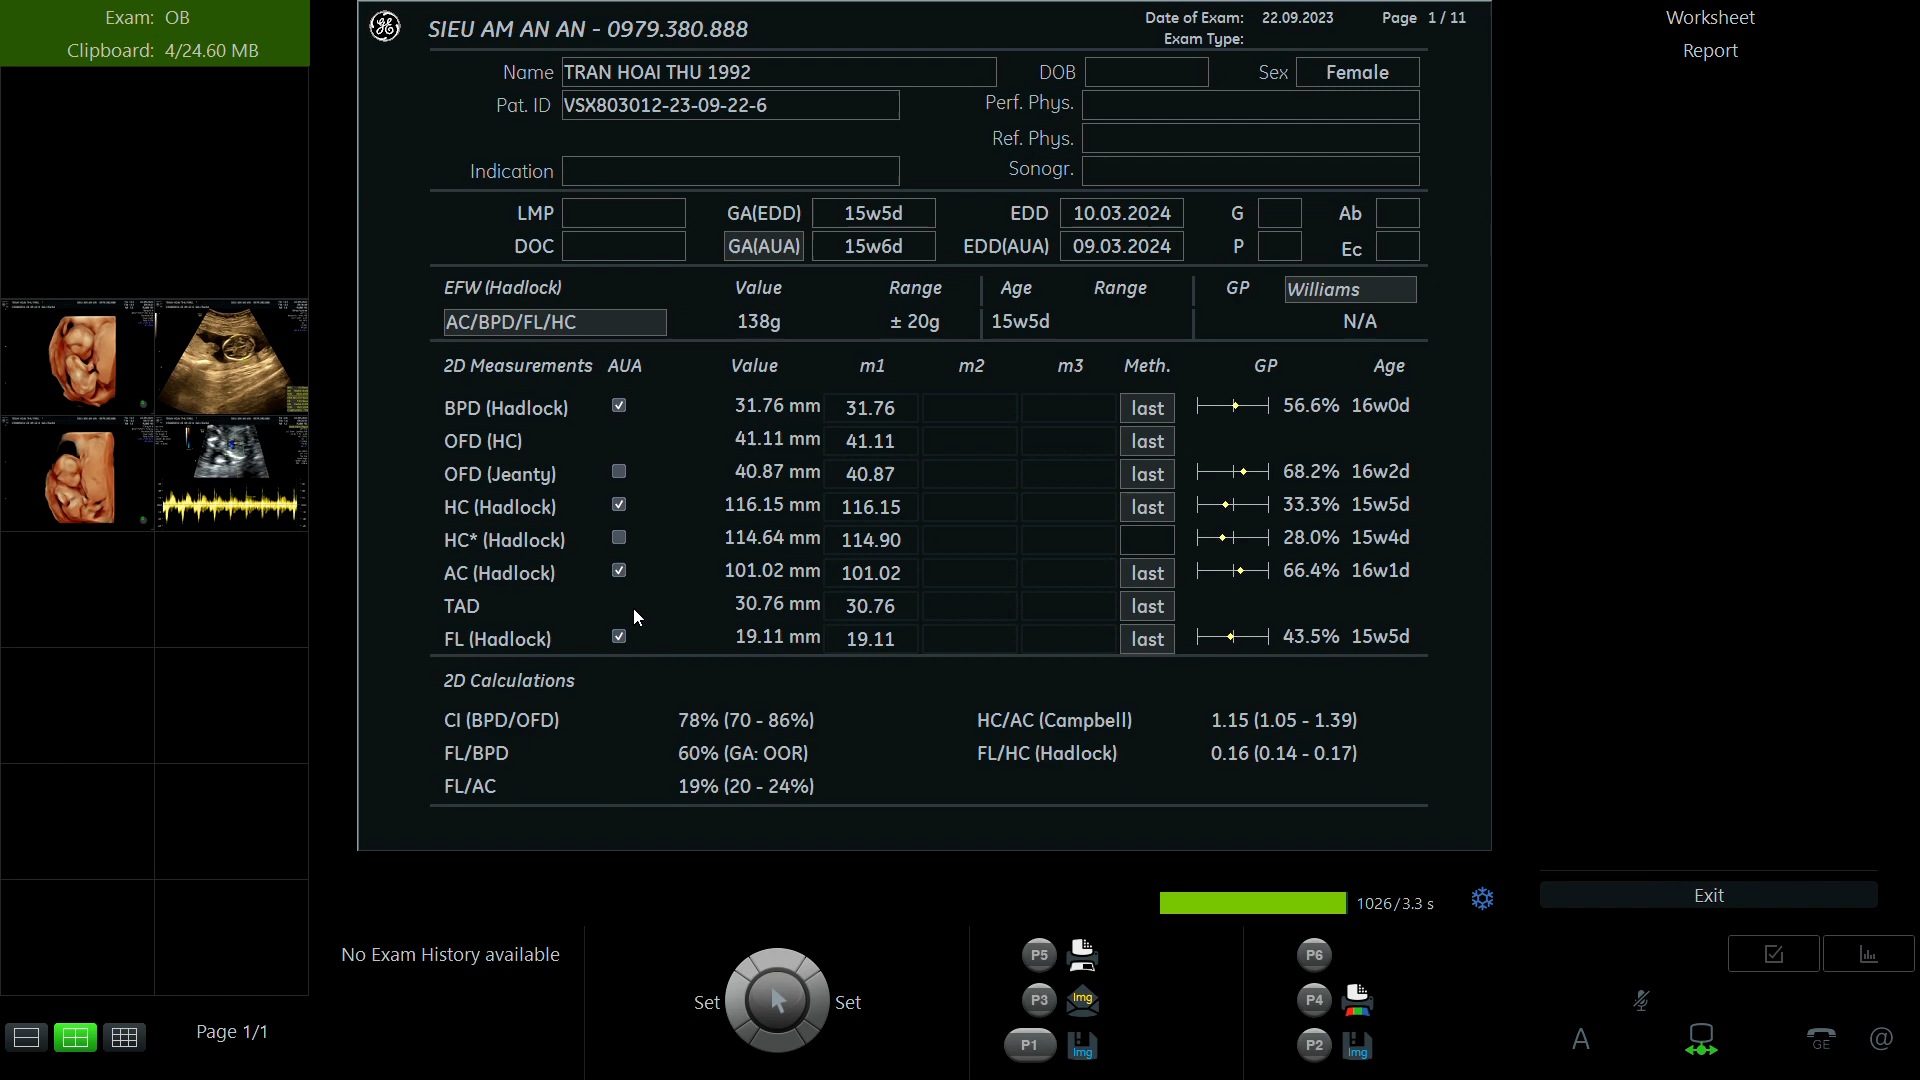 Exam: OB
Clipboard: 4/24.60 MB
SIEU AM AN AN - 0979.380.888
Date of Exam: 22.09.2023 Page 1 / 11
Exam Type:
Name TRAN HOAI THU 1992 DOB Sex Female
Pat. ID VSX803012-23-09-22-6 Perf. Phys.
Ref. Phys.
Indication Sonogr.
LMP GA(EDD) 15w5d EDD 10.03.2024 G Ab
DOC GA(AUA) 15w6d EDD(AUA) 09.03.2024 P Ec
EFW (Hadlock) Value Range Age Range GP Williams
AC/BPD/FL/HC 138g ± 20g 15w5d N/A
2D Measurements AUA Value m1 m2 m3 Meth. GP Age
BPD (Hadlock) 31.76 mm 31.76 last 56.6% 16w0d
OFD (HC) 41.11 mm 41.11 last
OFD (Jeanty) 40.87 mm 40.87 last 68.2% 16w2d
HC (Hadlock) 116.15 mm 116.15 last 33.3% 15w5d
HC* (Hadlock) 114.64 mm 114.90 28.0% 15w4d
AC (Hadlock) 101.02 mm 101.02 last 66.4% 16w1d
TAD 30.76 mm 30.76 last
FL (Hadlock) 19.11 mm 19.11 last 43.5% 15w5d
2D Calculations
CI (BPD/OFD) 78% (70 - 86%) HC/AC (Campbell) 1.15 (1.05 - 1.39)
FL/BPD 60% (GA: OOR) FL/HC (Hadlock) 0.16 (0.14 - 0.17)
FL/AC 19% (20 - 24%)
Worksheet
Report
1026/3.3 s
Exit
No Exam History available
Set Set
P5 P6
P3 Img P4
P1 Img P2 Img
Page 1/1
A GE @